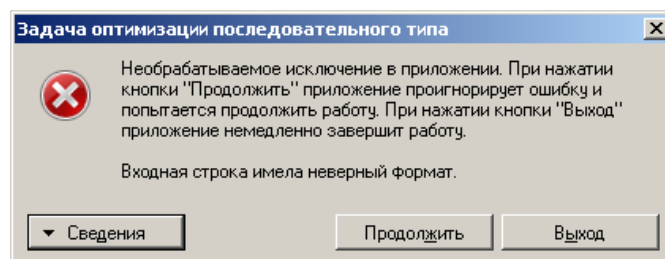 Задача оптимизации последовательного типа
Необрабатываемое исключение в приложении. При нажатии
кнопки "Продолжить" приложение проигнорирует ошибку и
попытается продолжить работу. При нажатии кнопки "Выход"
приложение немедленно завершит работу.
Входная строка имела неверный формат.
Сведения
Продолжить
Выход